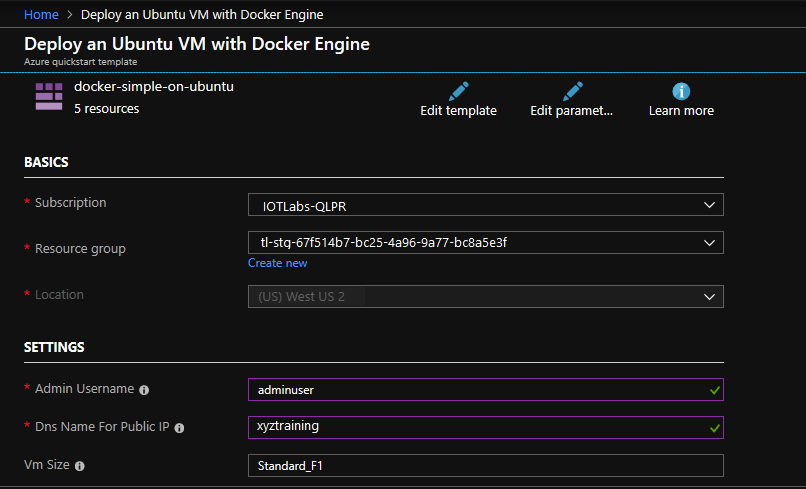 Home > Deploy an Ubuntu VM with Docker Engine
Deploy an Ubuntu VM with Docker Engine
Azure quickstart template
docker-simple-on-ubuntu
5 resources
Edit template
Edit paramet...
Learn more
BASICS
* Subscription
IOTLabs-QLPR
* Resource group
tl-stg-67f514b7-bc25-4a96-9a77-bc8a5e3f
Create new
* Location
(US) West US 2
SETTINGS
* Admin Username
adminuser
* Dns Name For Public IP
xyztraining
Vm Size
Standard_F1